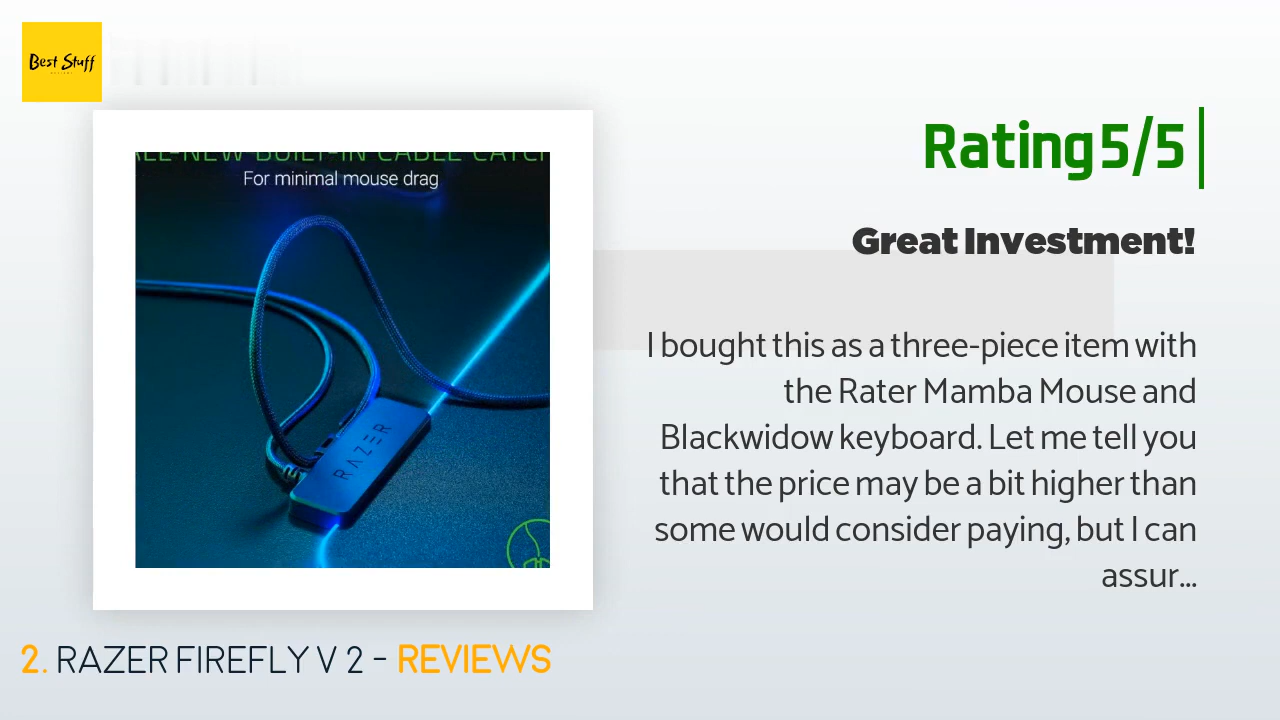 Best Stuff
Rating 5/5
ALL-NEW BUILT-IN CABLE CATCH
For minimal mouse drag
RAZER
Great Investment!
I bought this as a three-piece item with
the Rater Mamba Mouse and
Blackwidow keyboard. Let me tell you
that the price may be a bit higher than
some would consider paying, but I can
assur...
2. RAZER FIREFLY V 2 - REVIEWS